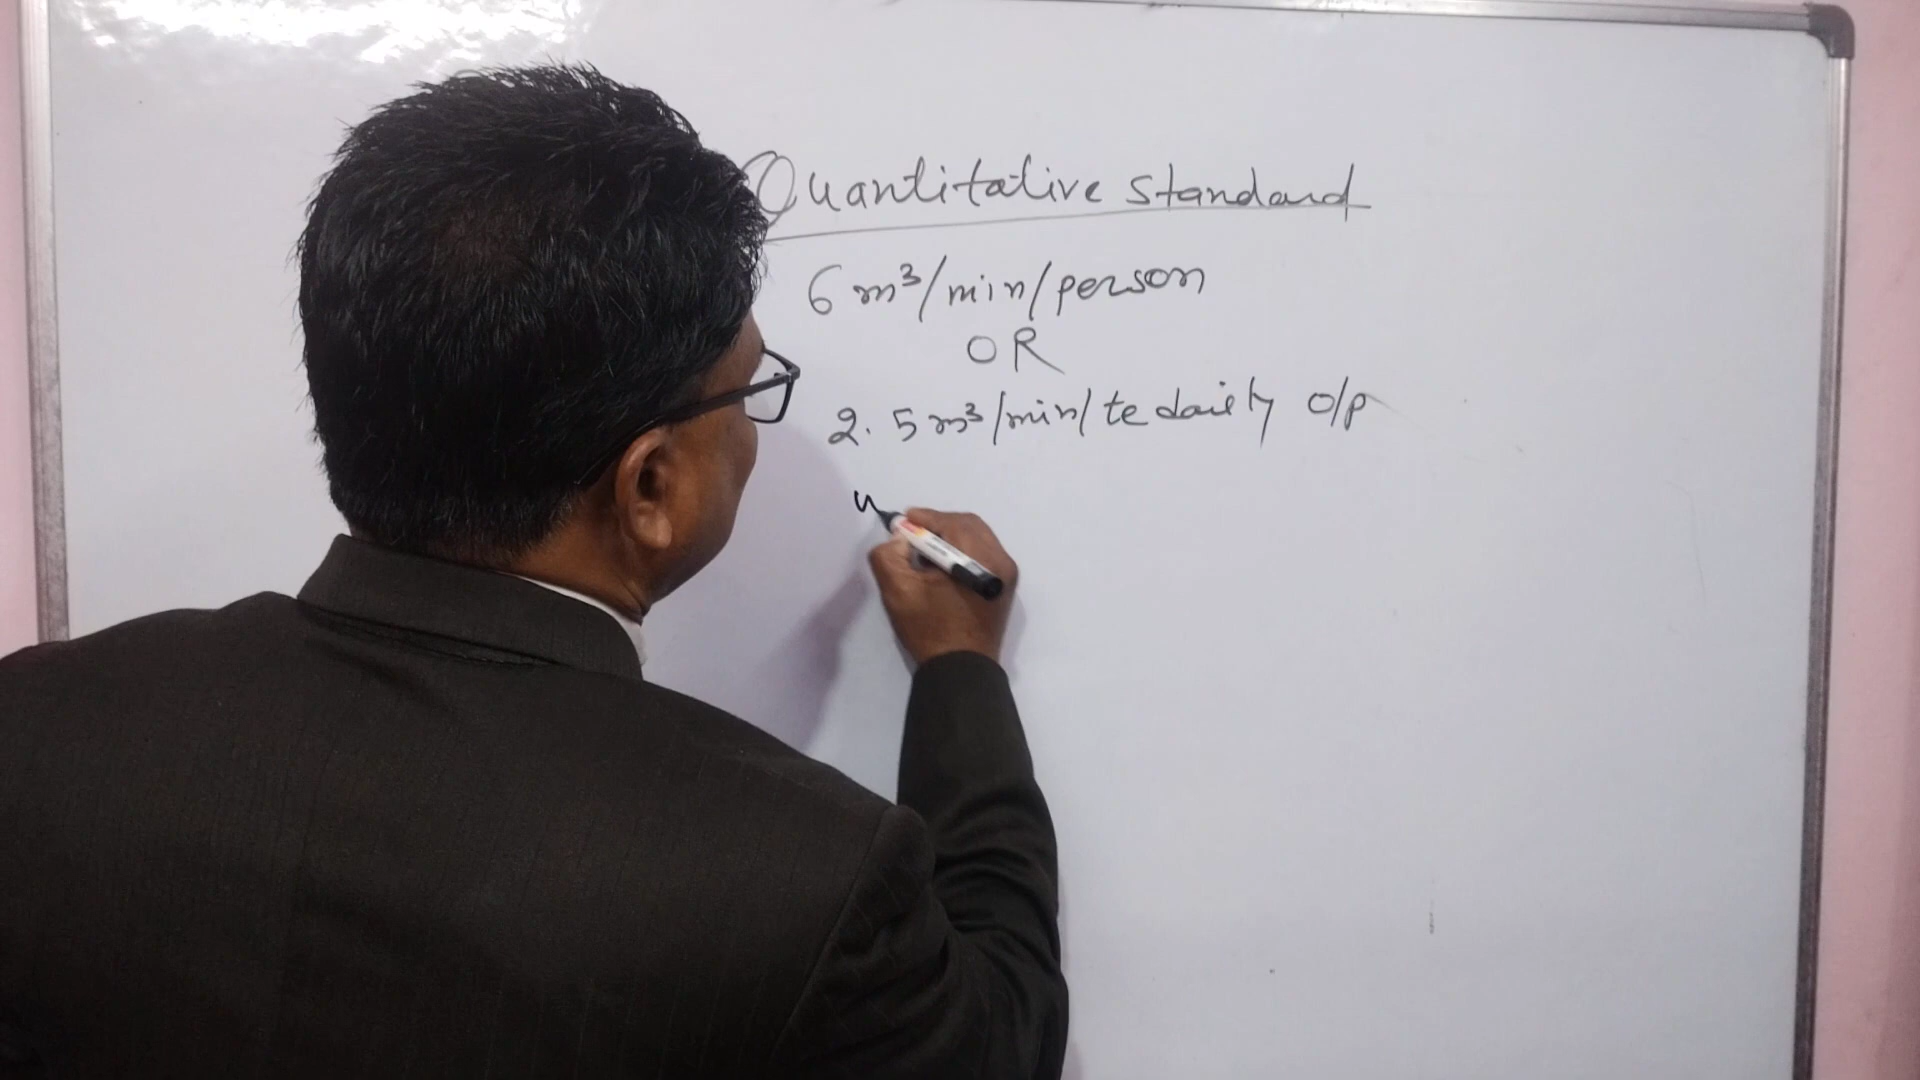 Quantitative standard
6 m³/min/person
OR
2.5 m³/min/te daily o/p